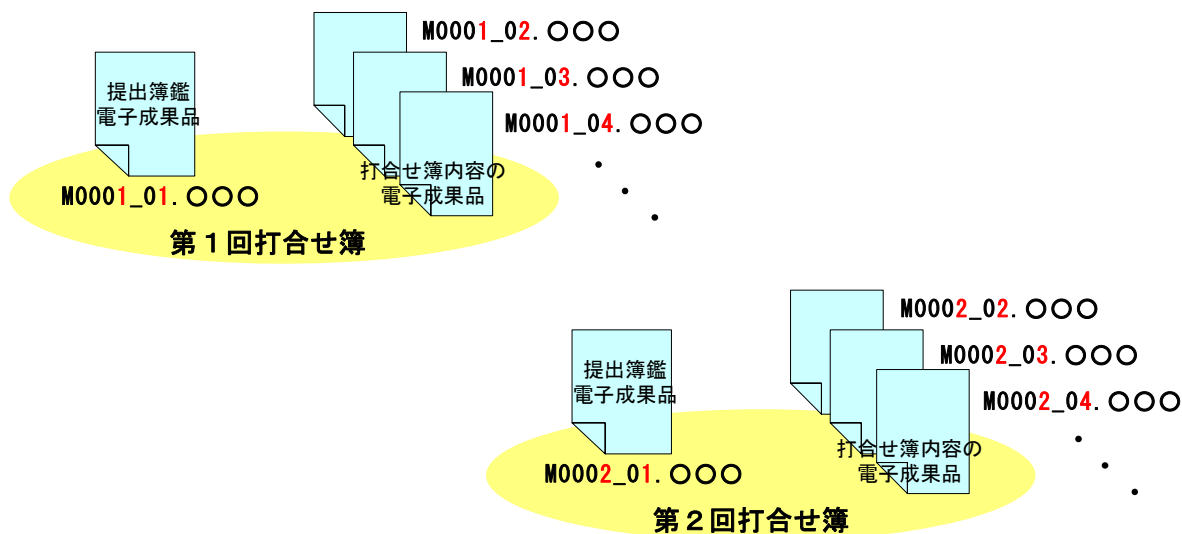 M0001_02.〇〇〇
M0001_03.〇〇〇
M0001_04.〇〇〇
提出簿鑑
電子成果品
打合せ簿内容の
電子成果品
M0001_01.〇〇〇
第１回打合せ簿
M0002_02.〇〇〇
M0002_03.〇〇〇
M0002_04.〇〇〇
提出簿鑑
電子成果品
打合せ簿内容の
電子成果品
M0002_01.〇〇〇
第２回打合せ簿